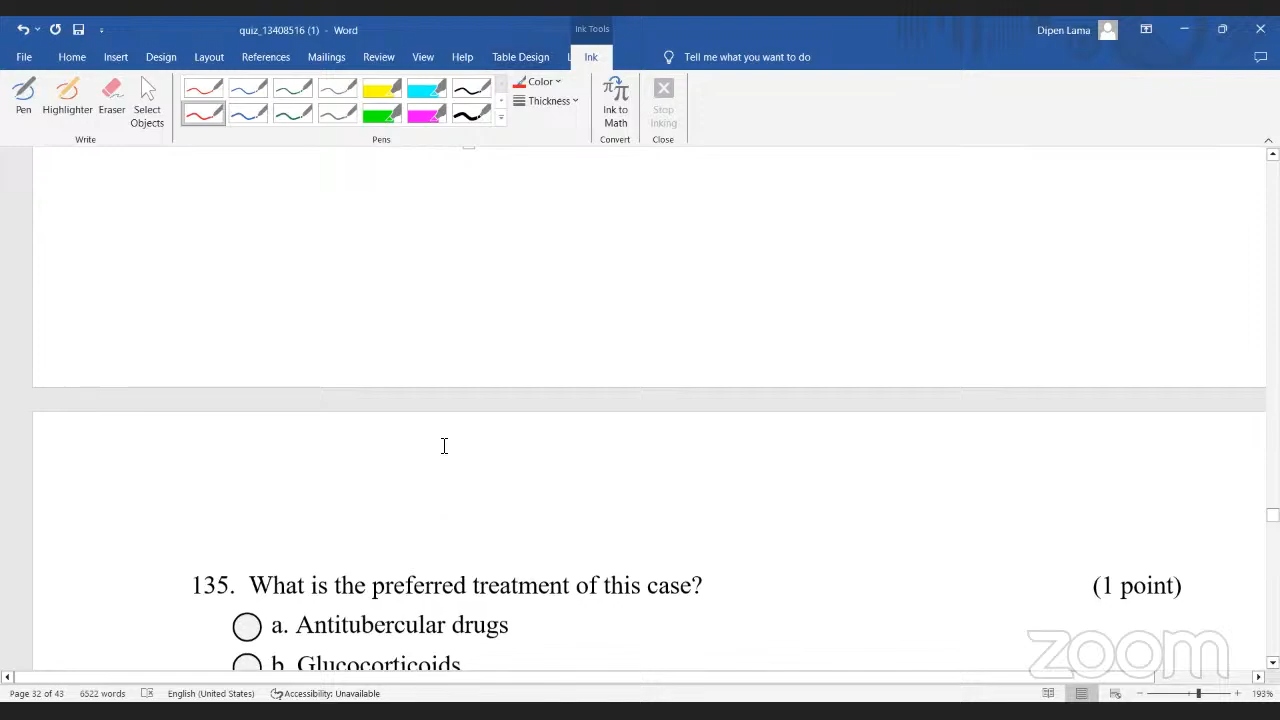 quiz_13408516 (1) - Word
Ink Tools
Dipen Lama
File Home Insert Design Layout References Mailings Review View Help Table Design L Ink Tell me what you want to do
Pen
Highlighter
Eraser
Select
Objects
Color
Thickness
Ink to
Math
Stop
Inking
Write
Pens
Convert
Close
135. What is the preferred treatment of this case? (1 point)
a. Antitubercular drugs
b. Glucocorticoids
zoom
Page 32 of 43 6522 words English (United States) Accessibility: Unavailable 193%